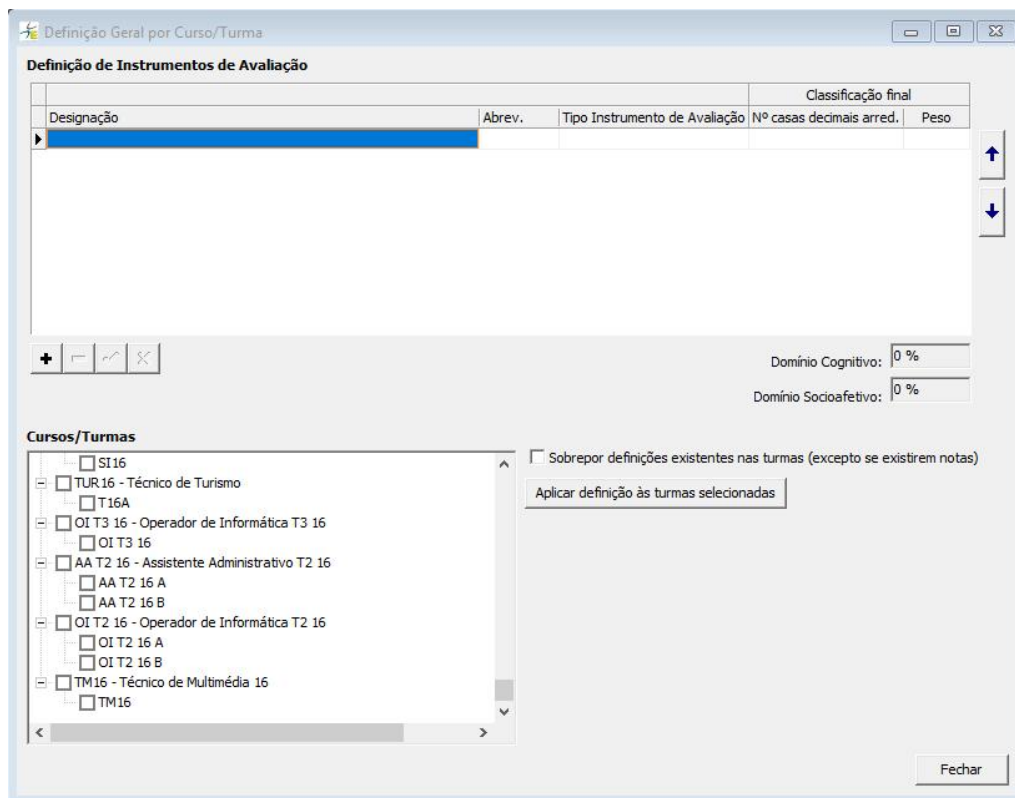 Definição Geral por Curso/Turma
Definição de Instrumentos de Avaliação
Classificação final
Designação Abrev. Tipo Instrumento de Avaliação Nº casas decimais arred. Peso
Domínio Cognitivo: 0 %
Domínio Socioafetivo: 0 %
Cursos/Turmas
SI16
TUR16 - Técnico de Turismo
T16A
OI T3 16 - Operador de Informática T3 16
OI T3 16
AA T2 16 - Assistente Administrativo T2 16
AA T2 16 A
AA T2 16 B
OI T2 16 - Operador de Informática T2 16
OI T2 16 A
OI T2 16 B
TM16 - Técnico de Multimédia 16
TM16
Sobrepor definições existentes nas turmas (excepto se existirem notas)
Aplicar definição às turmas selecionadas
Fechar